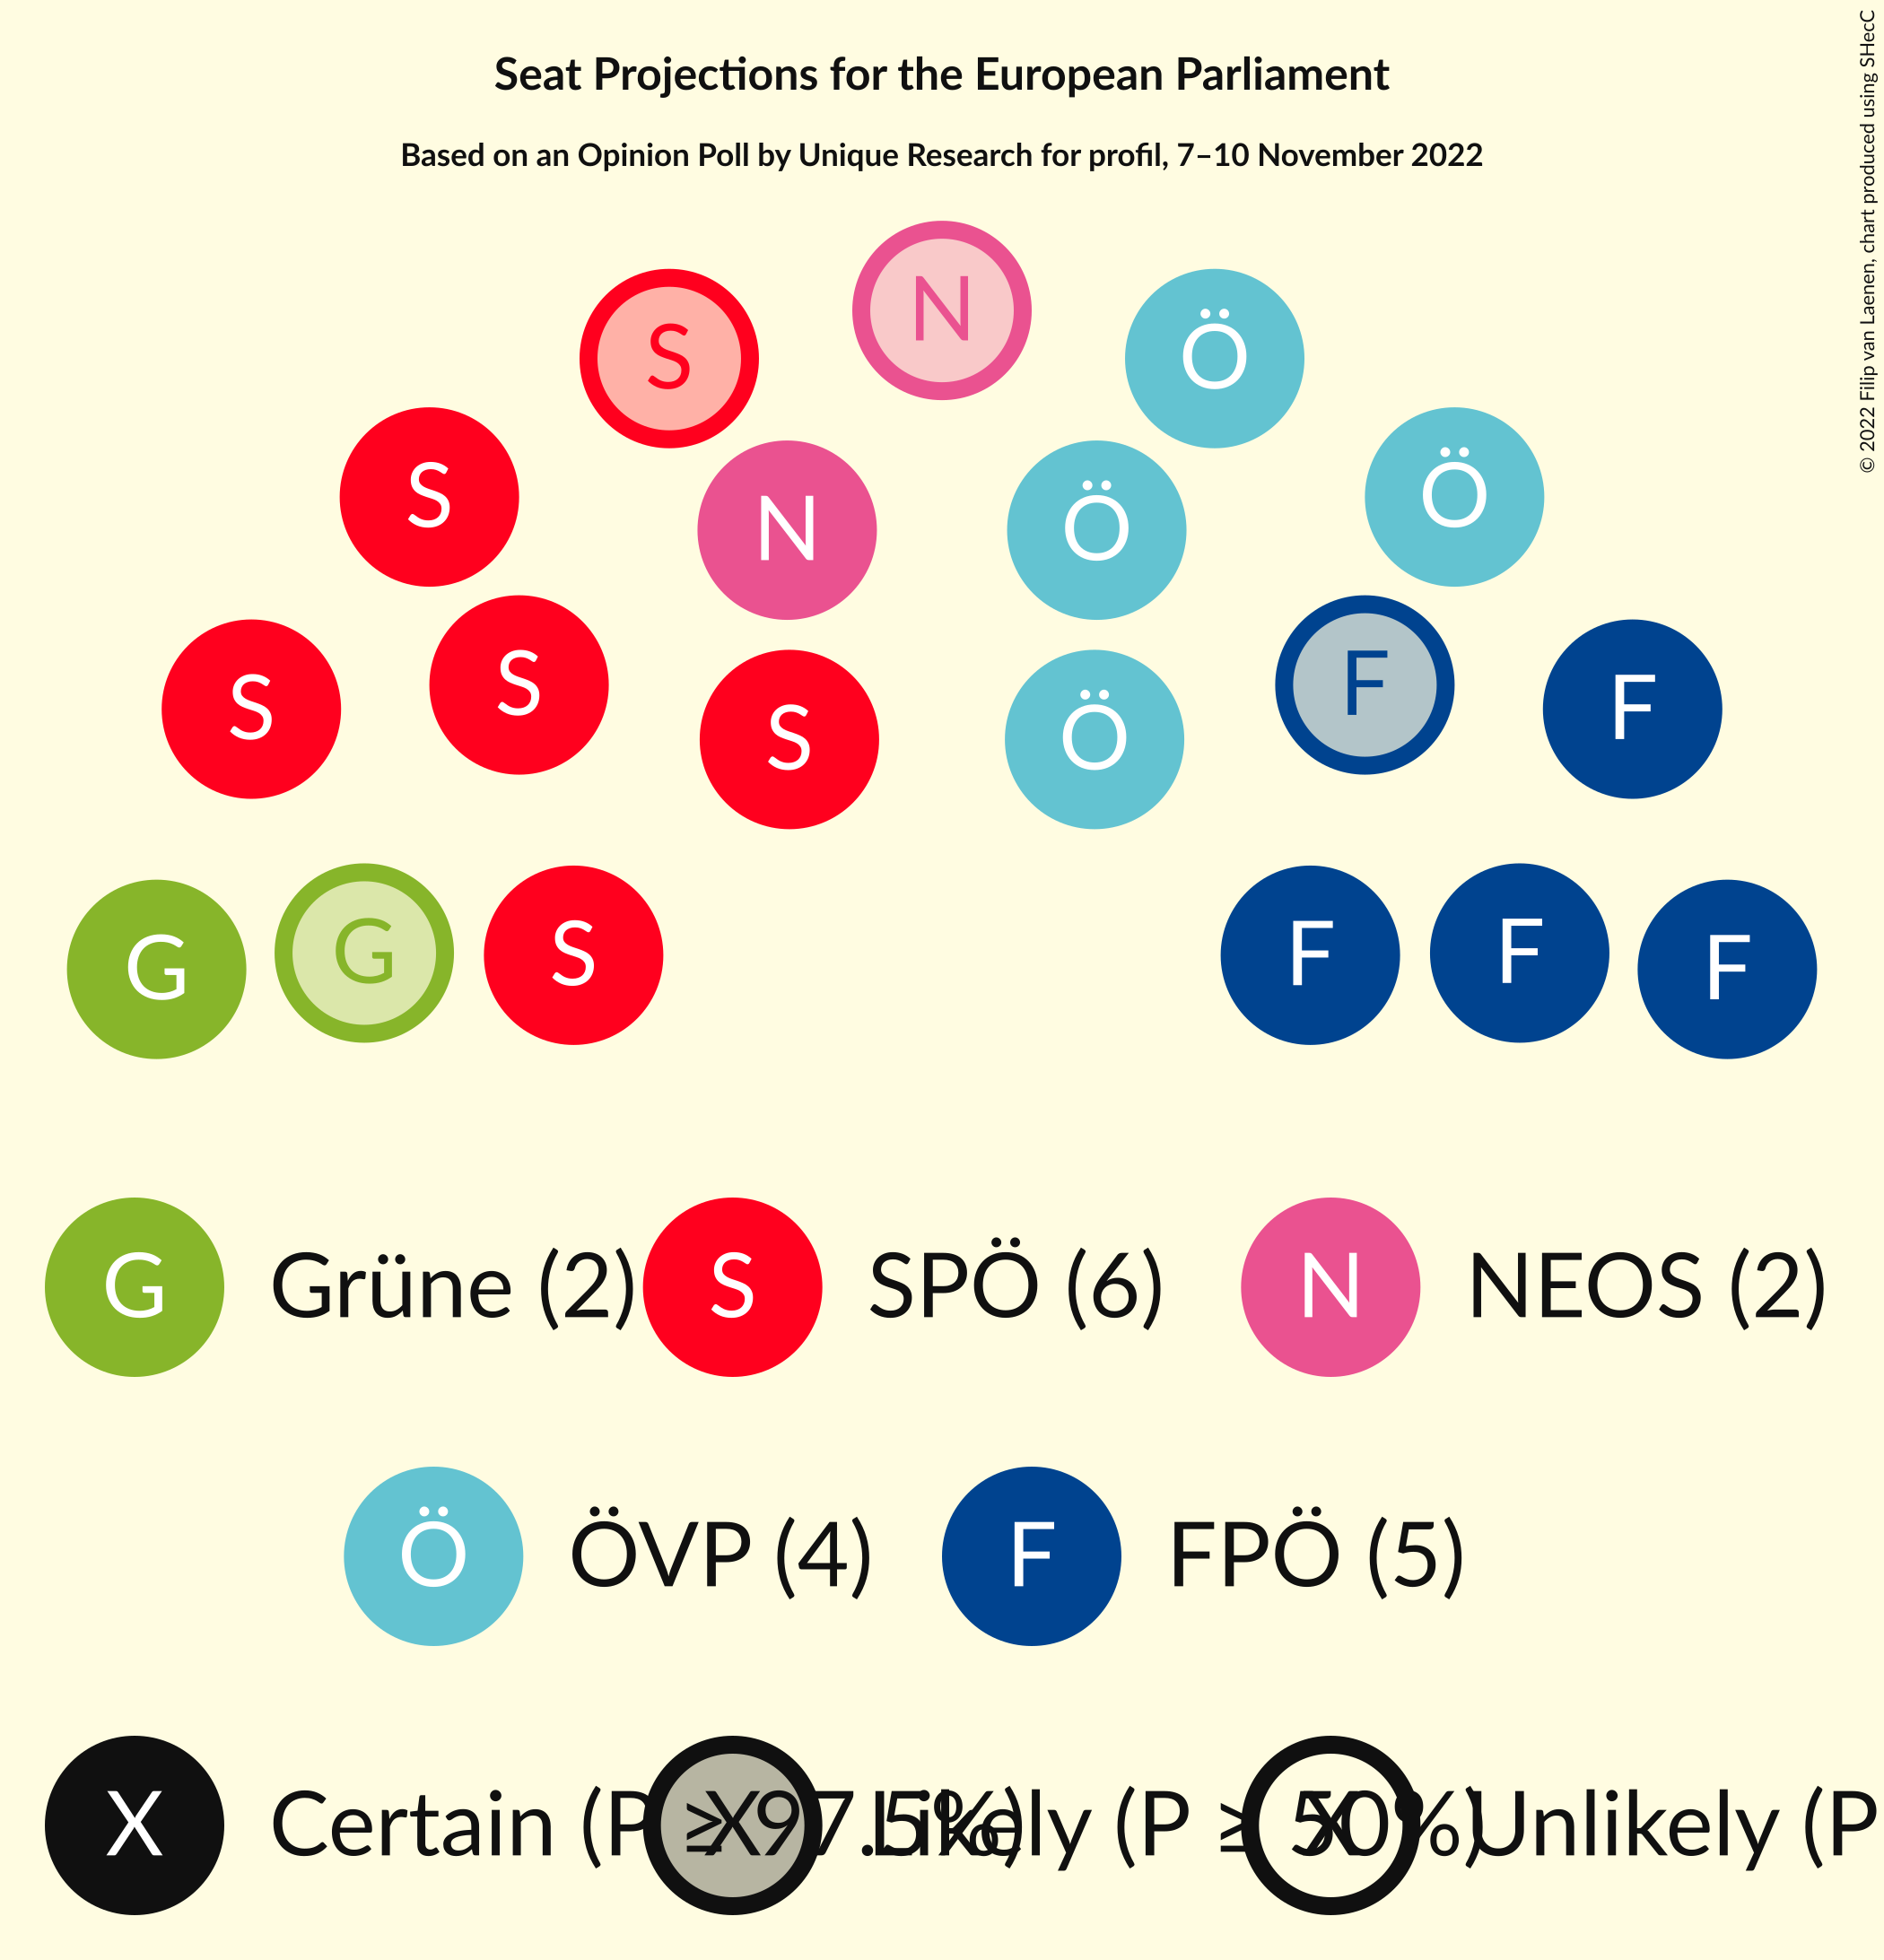 Seat Projections for the European Parliament
Based on an Opinion Poll by Unique Research for profil, 7–10 November 2022
© 2022 Filip van Laenen, chart produced using SHecC
N
S Ö
S Ö
N Ö
S F
S F
S Ö
G G S F F F
G Grüne (2) S SPÖ (6) N NEOS (2)
Ö ÖVP (4) F FPÖ (5)
X Certain (P ≥ 97.5%) X Likely (P ≥ 50%) X Unlikely (P